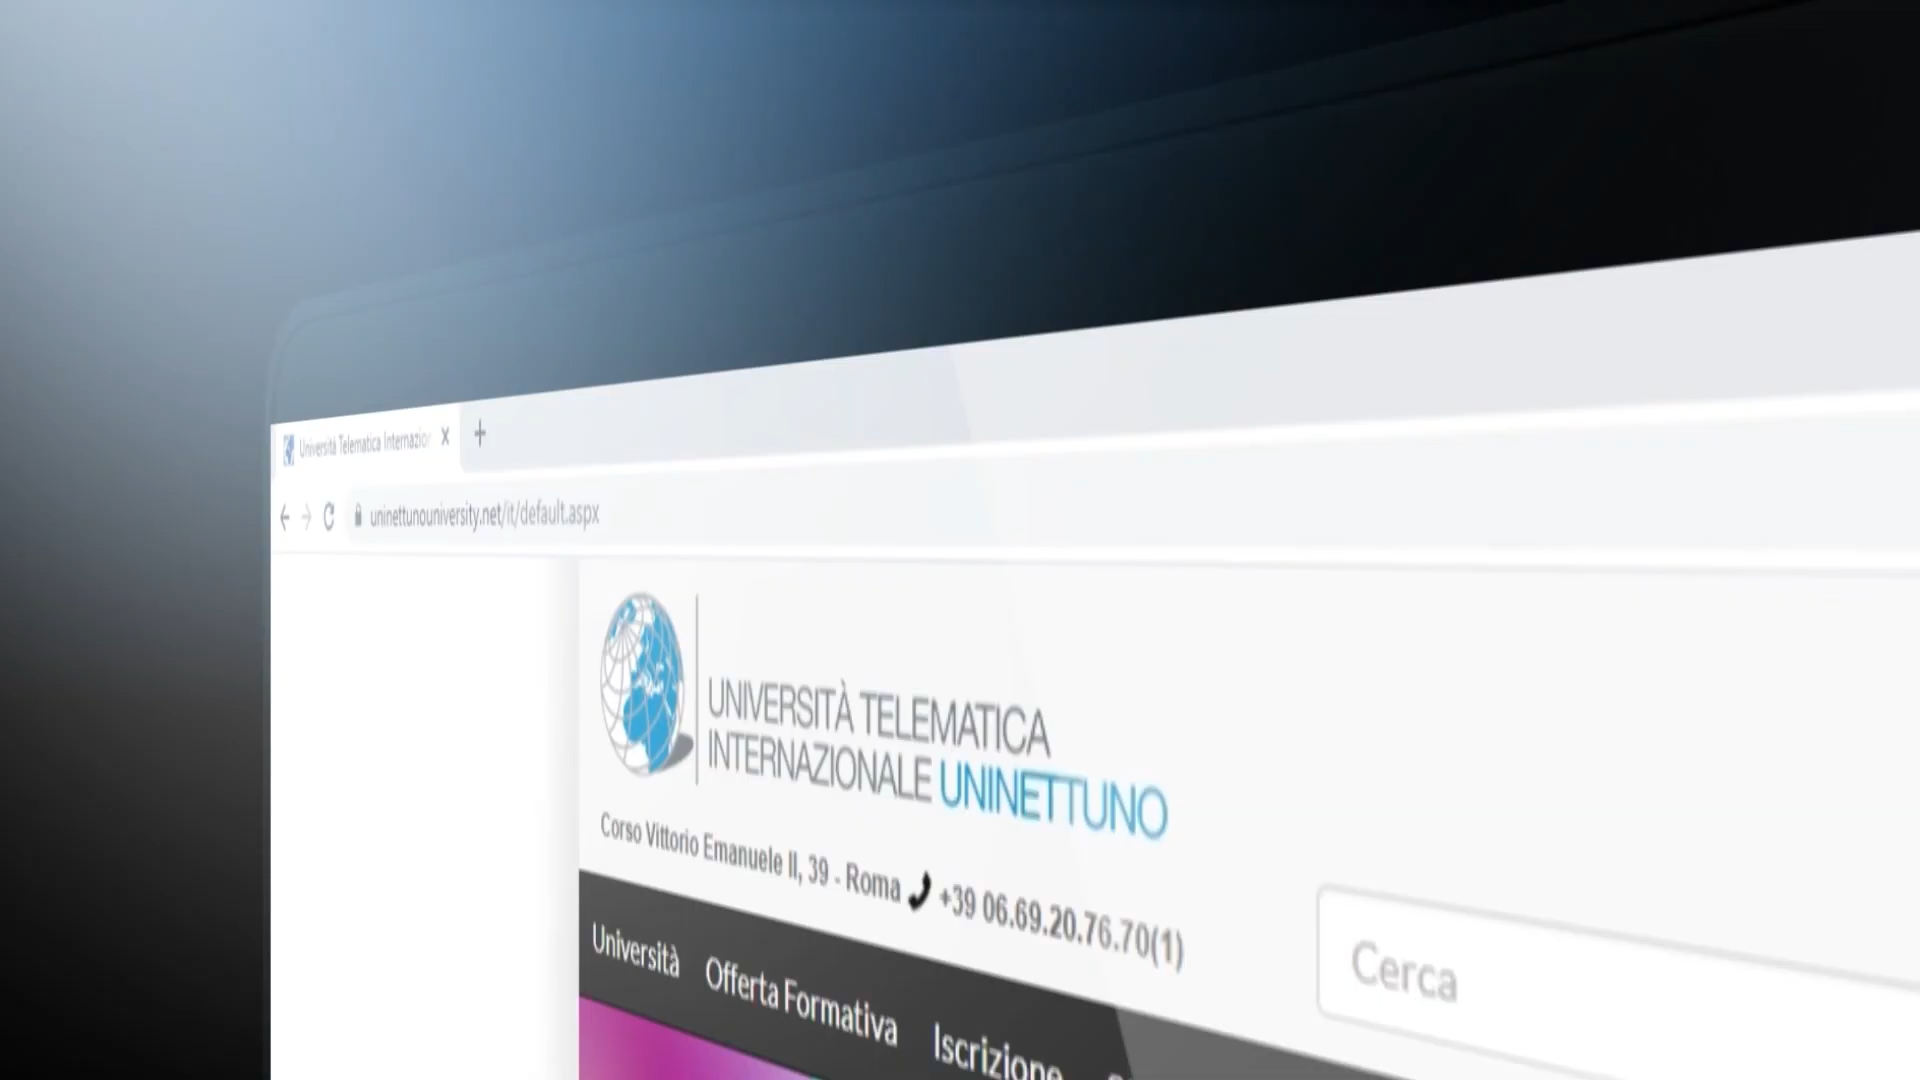 Università Telematica Internazion
uninettunouniversity.net/it/default.aspx
UNIVERSITÀ TELEMATICA
INTERNAZIONALE UNINETTUNO
Corso Vittorio Emanuele II, 39 - Roma +39 06.69.20.76.70(1)
Cerca
Università Offerta Formativa Iscrizione